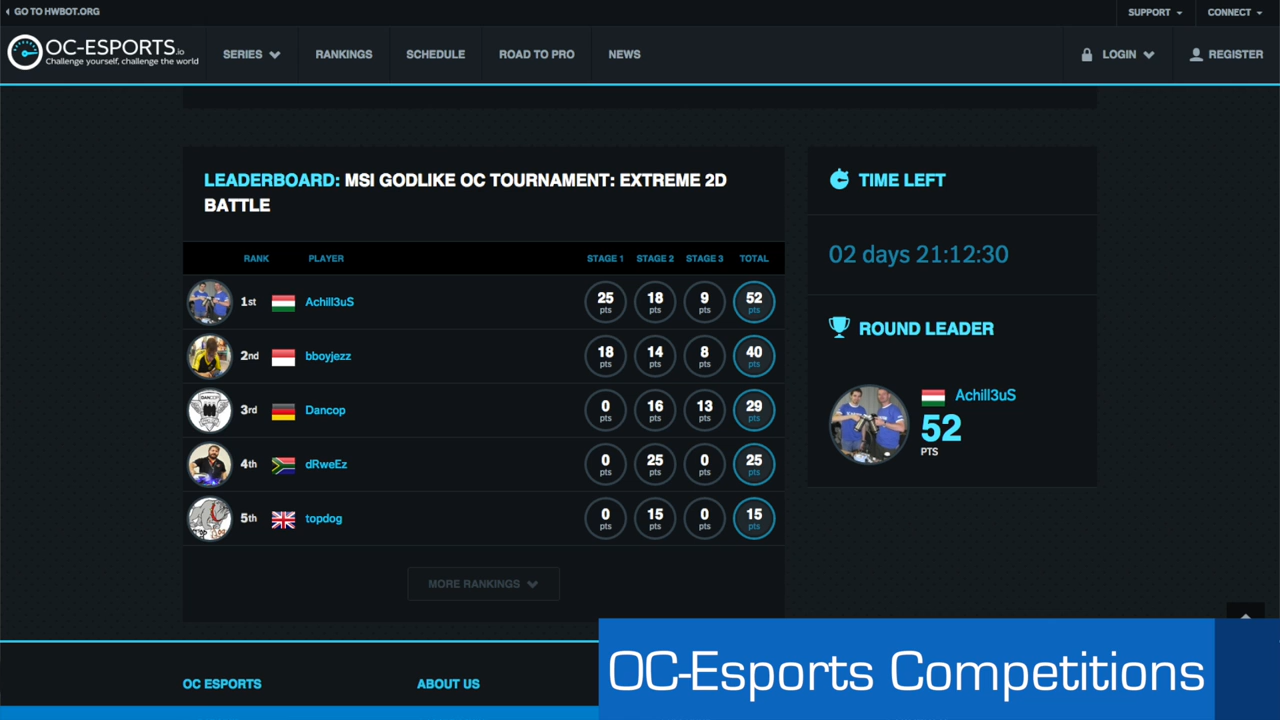 GO TO HWBOT.ORG
SUPPORT
CONNECT
OC-ESPORTS.io
Challenge yourself, challenge the world
SERIES
RANKINGS
SCHEDULE
ROAD TO PRO
NEWS
LOGIN
REGISTER
LEADERBOARD: MSI GODLIKE OC TOURNAMENT: EXTREME 2D
BATTLE
RANK PLAYER STAGE 1 STAGE 2 STAGE 3 TOTAL
1st Achill3uS 25 pts 18 pts 9 pts 52 pts
2nd bboyjezz 18 pts 14 pts 8 pts 40 pts
3rd Dancop 0 pts 16 pts 13 pts 29 pts
4th dRweEz 0 pts 25 pts 0 pts 25 pts
5th topdog 0 pts 15 pts 0 pts 15 pts
MORE RANKINGS
TIME LEFT
02 days 21:12:30
ROUND LEADER
Achill3uS
52
PTS
OC ESPORTS
ABOUT US
OC-Esports Competitions